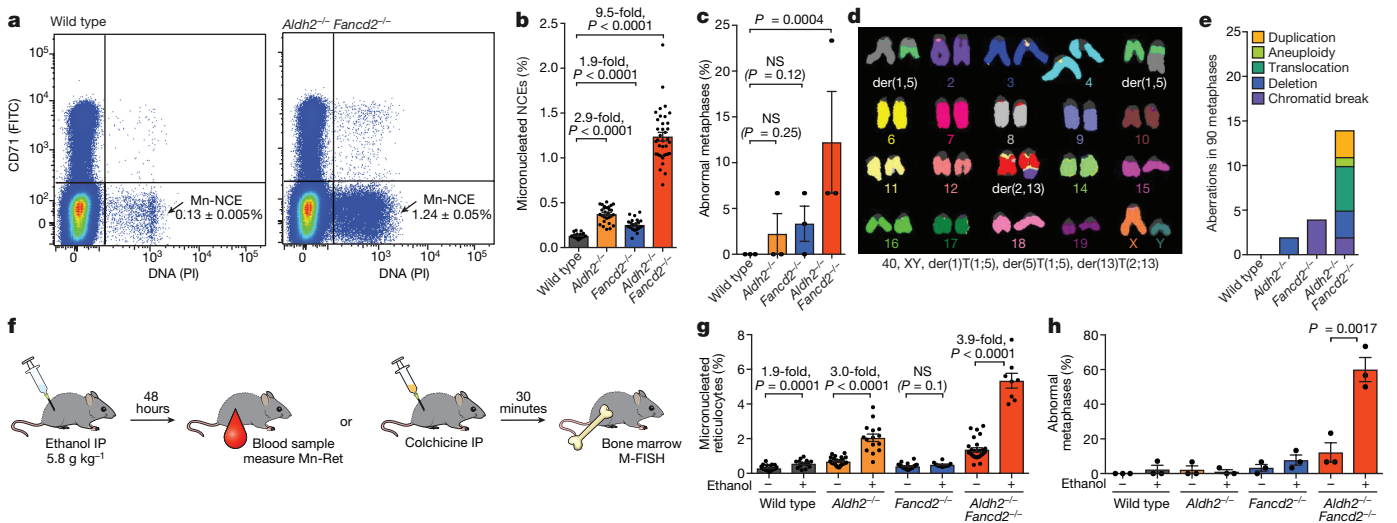 a
Wild type
Aldh2–/– Fancd2–/–
CD71 (FITC)
10⁵
10⁴
10³
10²
0
Mn-NCE
0.13 ± 0.005%
0 10³ 10⁴ 10⁵
DNA (PI)
Mn-NCE
1.24 ± 0.05%
0 10³ 10⁴ 10⁵
DNA (PI)
b
9.5-fold,
P < 0.0001
1.9-fold,
P < 0.0001
2.9-fold,
P < 0.0001
Micronucleated NCEs (%)
2.5
2.0
1.5
1.0
0.5
0.0
Wild type
Aldh2–/–
Fancd2–/–
Aldh2–/–
Fancd2–/–
c
P = 0.0004
NS
(P = 0.12)
NS
(P = 0.25)
Abnormal metaphases (%)
25
20
15
10
5
0
Wild type
Aldh2–/–
Fancd2–/–
Aldh2–/–
Fancd2–/–
d
der(1,5) 2 3 4 der(1,5)
6 7 8 9 10
11 12 der(2,13) 14 15
16 17 18 19 X Y
40, XY, der(1)T(1;5), der(5)T(1;5), der(13)T(2;13)
e
Duplication
Aneuploidy
Translocation
Deletion
Chromatid break
Aberrations in 90 metaphases
25
20
15
10
5
0
Wild type
Aldh2–/–
Fancd2–/–
Aldh2–/–
Fancd2–/–
f
Ethanol IP
5.8 g kg⁻¹
48
hours
Blood sample
measure Mn-Ret
or
Colchicine IP
30
minutes
Bone marrow
M-FISH
g
1.9-fold,
P = 0.0001
3.0-fold,
P < 0.0001
NS
(P = 0.1)
3.9-fold,
P < 0.0001
Micronucleated
reticulocytes (%)
8
6
4
2
0
Ethanol – + – + – + – +
Wild type Aldh2–/– Fancd2–/– Aldh2–/–
Fancd2–/–
h
P = 0.0017
Abnormal
metaphases (%)
80
60
40
20
0
Ethanol – + – + – + – +
Wild type Aldh2–/– Fancd2–/– Aldh2–/–
Fancd2–/–